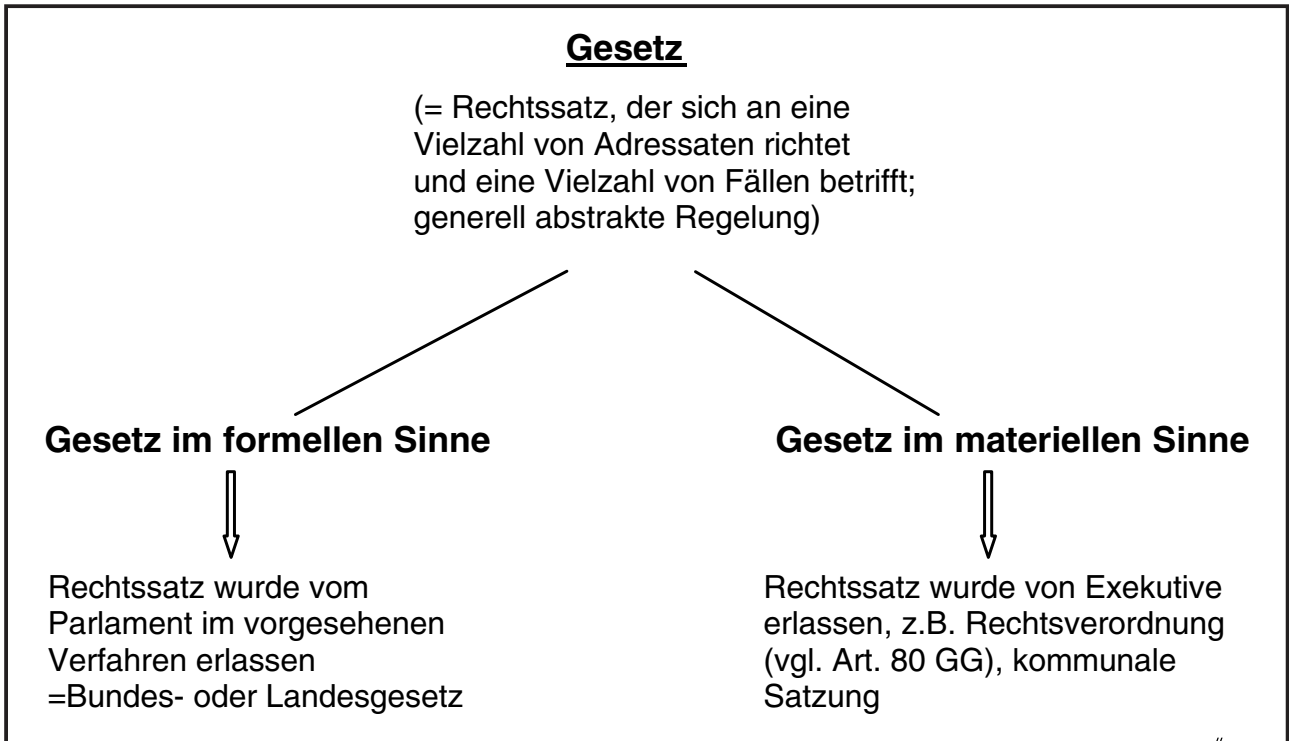 Gesetz
(= Rechtssatz, der sich an eine
Vielzahl von Adressaten richtet
und eine Vielzahl von Fällen betrifft;
generell abstrakte Regelung)
Gesetz im formellen Sinne
Rechtssatz wurde vom
Parlament im vorgesehenen
Verfahren erlassen
=Bundes- oder Landesgesetz
Gesetz im materiellen Sinne
Rechtssatz wurde von Exekutive
erlassen, z.B. Rechtsverordnung
(vgl. Art. 80 GG), kommunale
Satzung